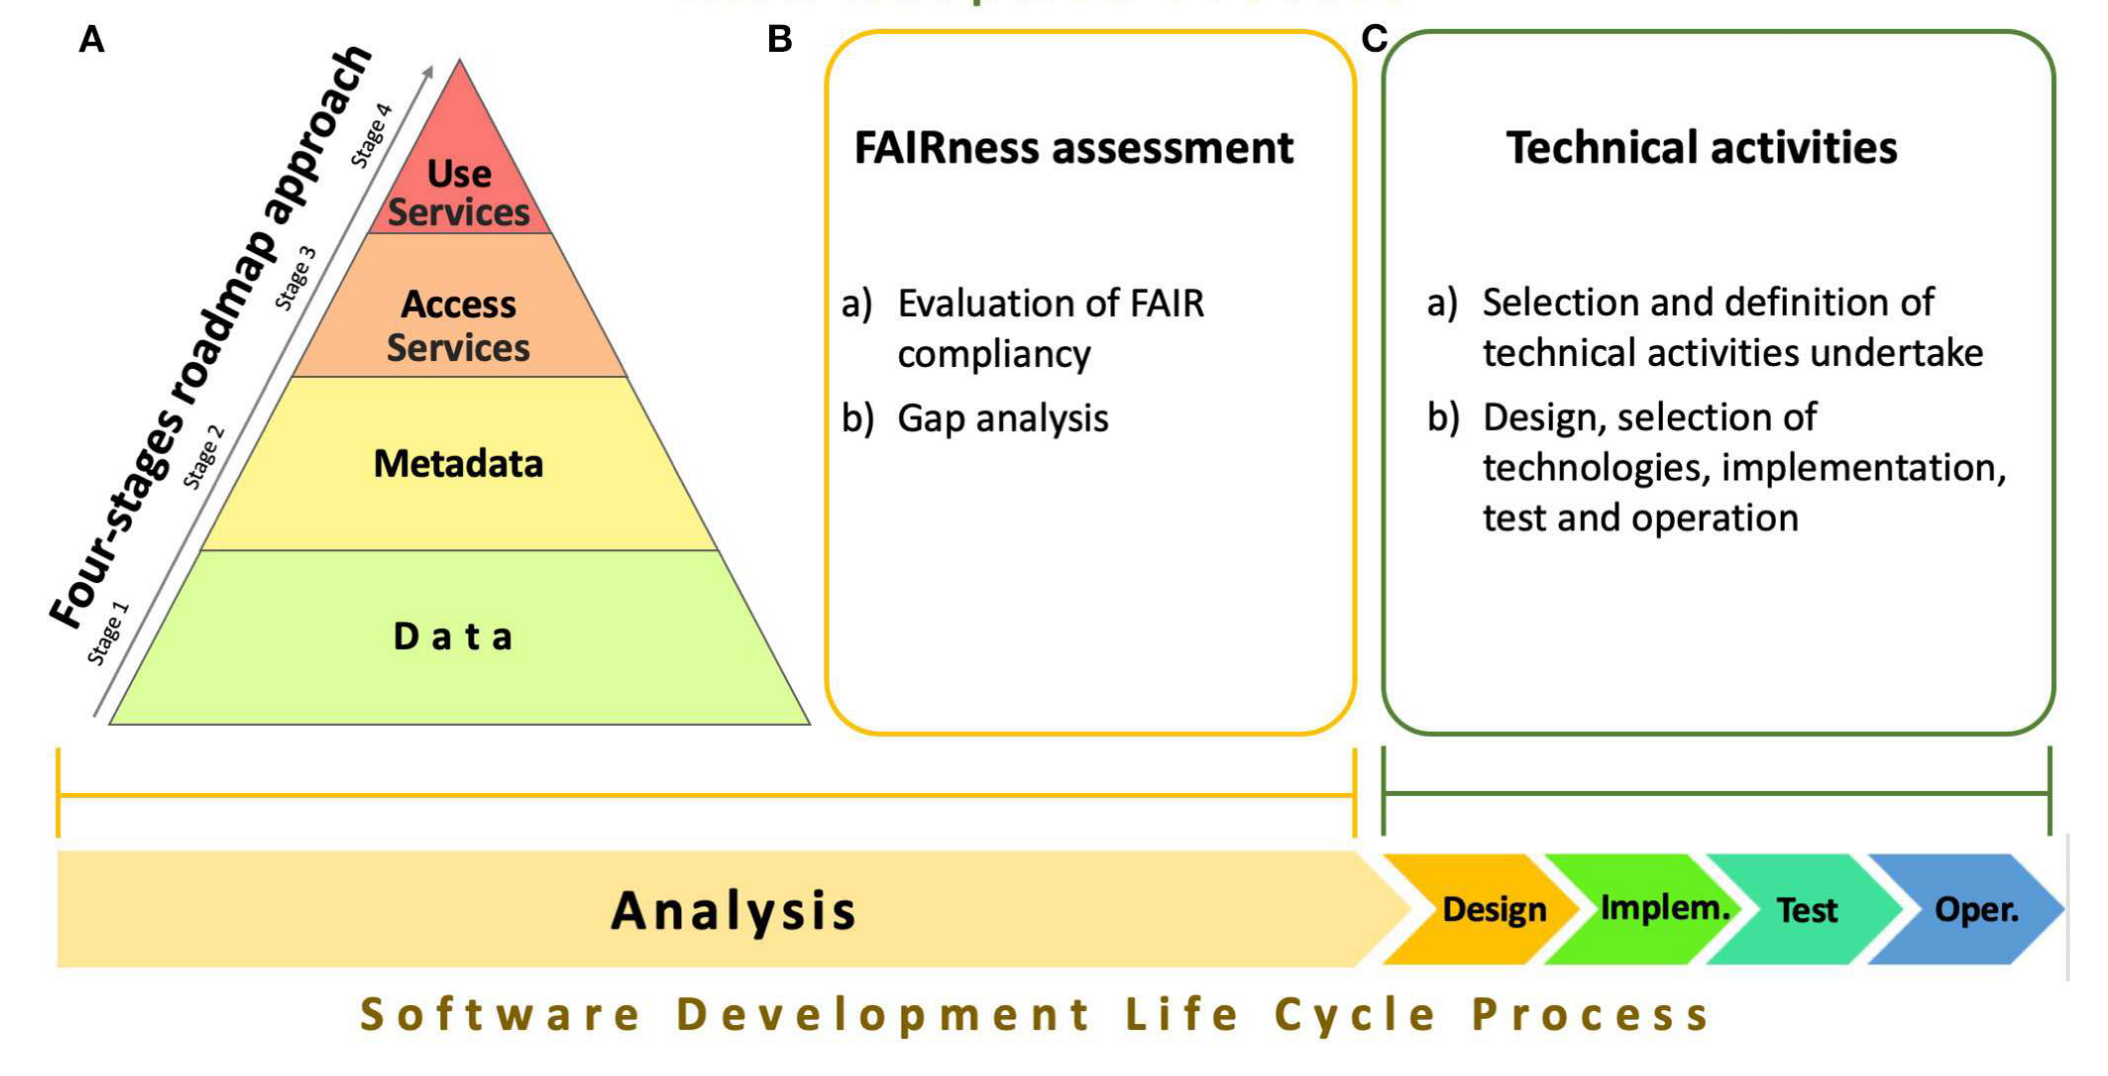 A
Four-stages roadmap approach
Stage 4
Stage 3
Stage 2
Stage 1
Use
Services
Access
Services
Metadata
Data
B
FAIRness assessment
a) Evaluation of FAIR
compliancy
b) Gap analysis
C
Technical activities
a) Selection and definition of
technical activities undertake
b) Design, selection of
technologies, implementation,
test and operation
Analysis
Design
Implem.
Test
Oper.
Software Development Life Cycle Process